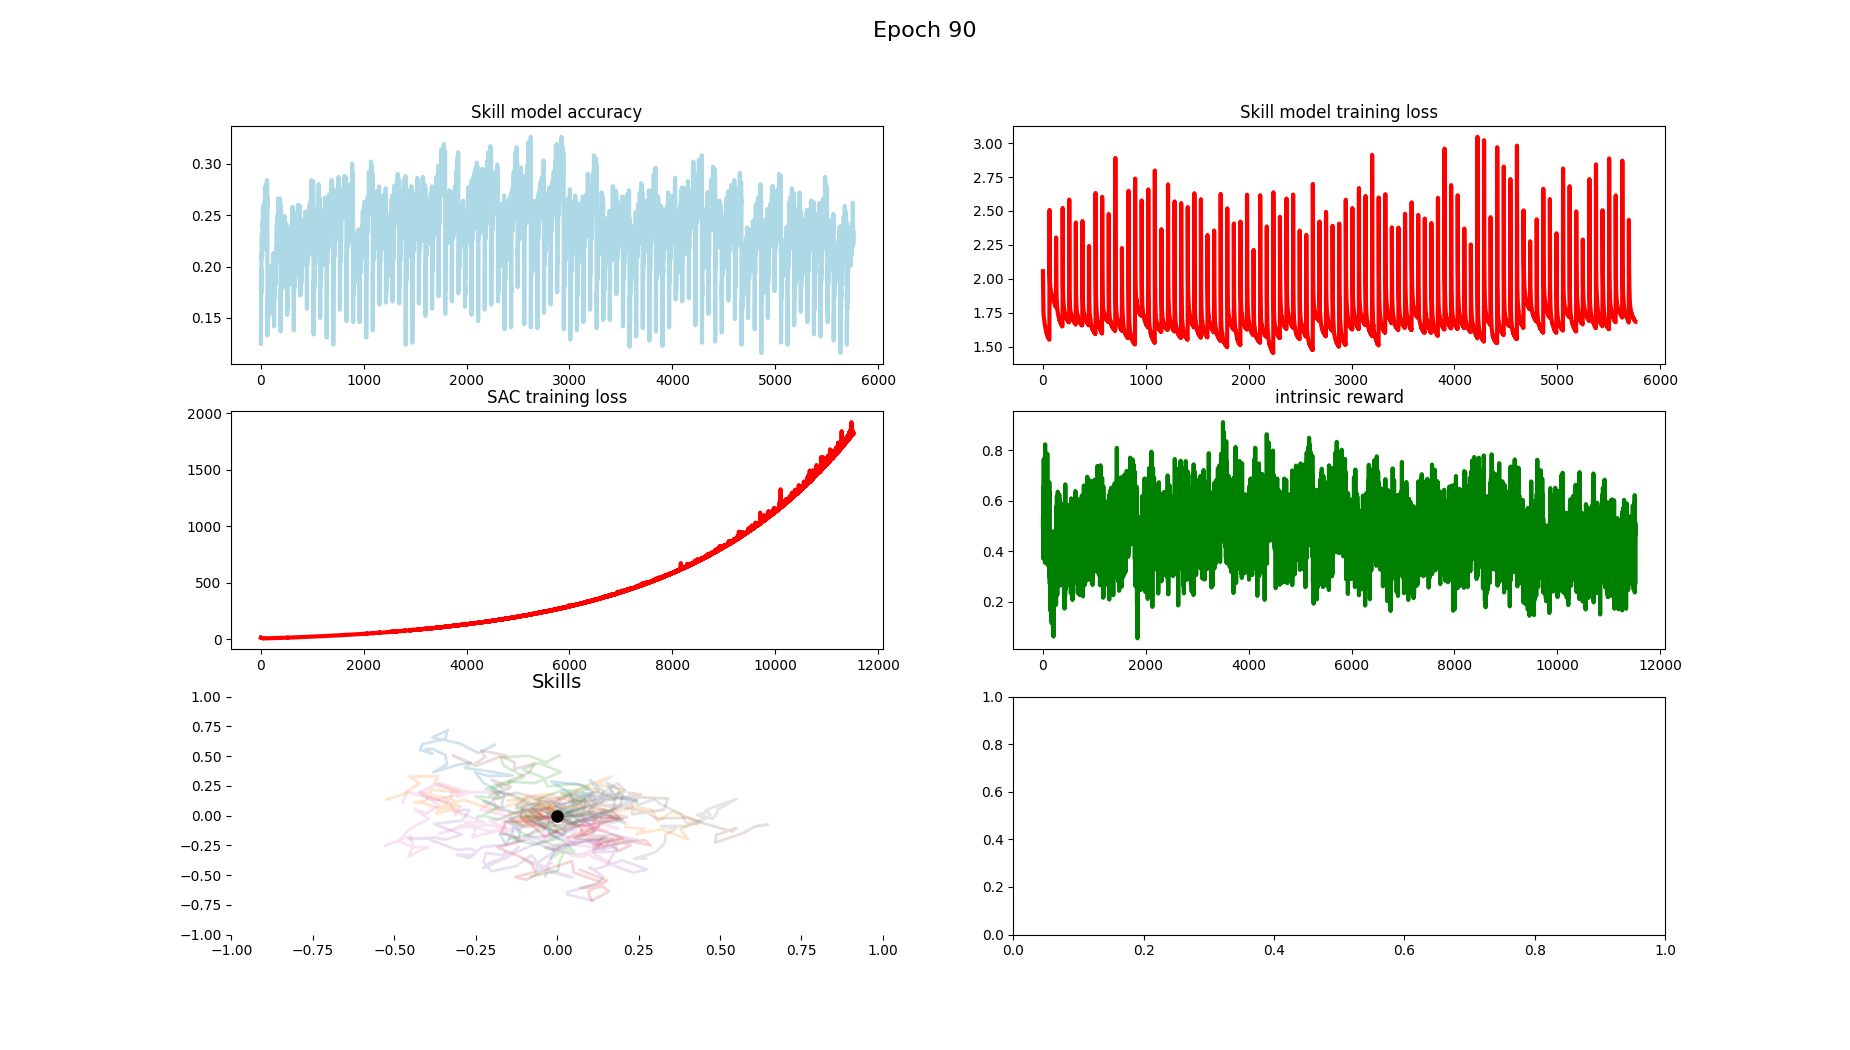 Epoch 90
Skill model accuracy
0.30
0.25
0.20
0.15
0 1000 2000 3000 4000 5000 6000
Skill model training loss
3.00
2.75
2.50
2.25
2.00
1.75
1.50
0 1000 2000 3000 4000 5000 6000
SAC training loss
2000
1500
1000
500
0
0 2000 4000 6000 8000 10000 12000
intrinsic reward
0.8
0.6
0.4
0.2
0 2000 4000 6000 8000 10000 12000
Skills
1.00
0.75
0.50
0.25
0.00
−0.25
−0.50
−0.75
−1.00
−1.00 −0.75 −0.50 −0.25 0.00 0.25 0.50 0.75 1.00
1.0
0.8
0.6
0.4
0.2
0.0
0.0 0.2 0.4 0.6 0.8 1.0